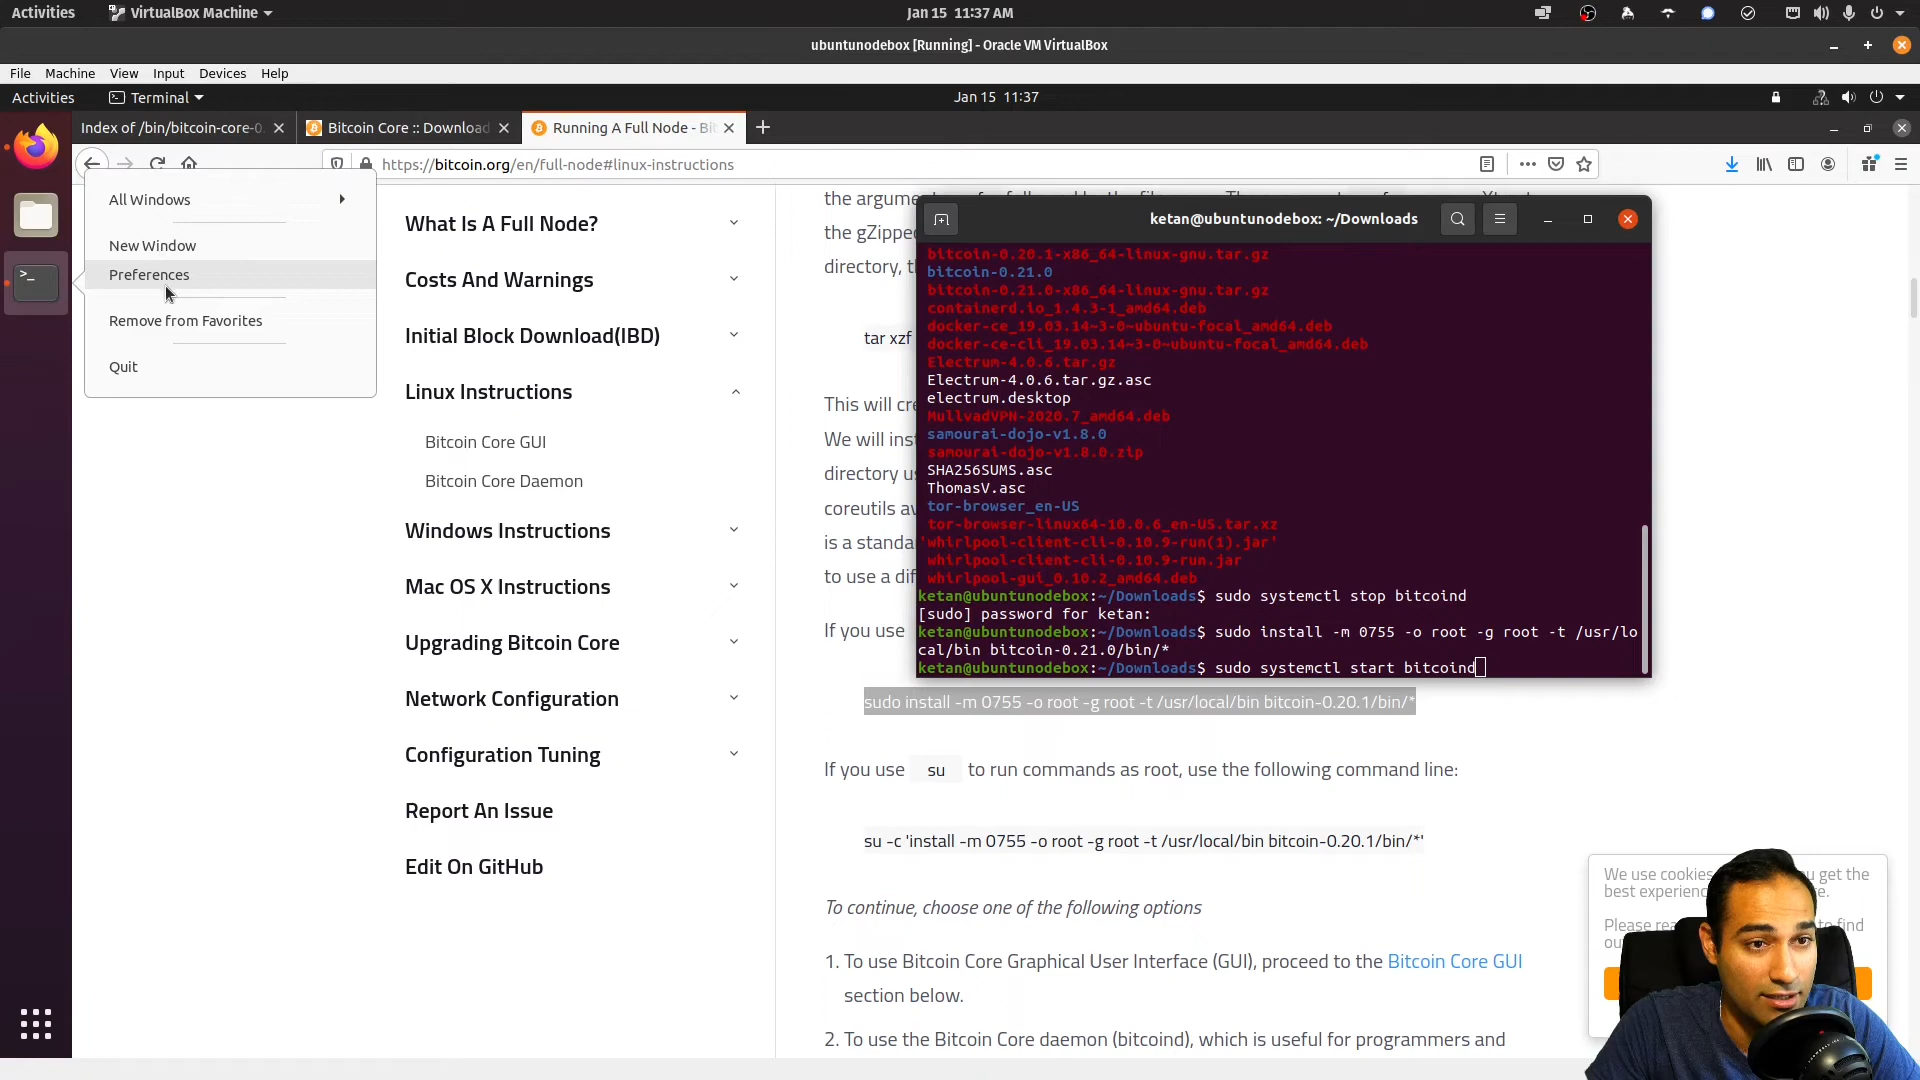 Activities
VirtualBox Machine
Jan 15 11:37 AM
ubuntunodebox [Running] - Oracle VM VirtualBox
File Machine View Input Devices Help
Activities
Terminal
Jan 15 11:37
Index of /bin/bitcoin-core-0.
Bitcoin Core :: Download
Running A Full Node - Bit
https://bitcoin.org/en/full-node#linux-instructions
All Windows
New Window
Preferences
Remove from Favorites
Quit
What Is A Full Node?
Costs And Warnings
Initial Block Download(IBD)
Linux Instructions
Bitcoin Core GUI
Bitcoin Core Daemon
Windows Instructions
Mac OS X Instructions
Upgrading Bitcoin Core
Network Configuration
Configuration Tuning
Report An Issue
Edit On GitHub
the gZipped
directory, th
tar xzf
This will cre
We will inst
directory us
coreutils av
is a standa
to use a dif
If you use
ketan@ubuntunodebox: ~/Downloads
bitcoin-0.20.1-x86_64-linux-gnu.tar.gz
bitcoin-0.21.0
bitcoin-0.21.0-x86_64-linux-gnu.tar.gz
containerd.io_1.4.3-1_amd64.deb
docker-ce_19.03.14~3-0~ubuntu-focal_amd64.deb
docker-ce-cli_19.03.14~3-0~ubuntu-focal_amd64.deb
Electrum-4.0.6.tar.gz
Electrum-4.0.6.tar.gz.asc
electrum.desktop
MullvadVPN-2020.7_amd64.deb
samourai-dojo-v1.8.0
samourai-dojo-v1.8.0.zip
SHA256SUMS.asc
ThomasV.asc
tor-browser_en-US
tor-browser-linux64-10.0.6_en-US.tar.xz
'whirlpool-client-cli-0.10.9-run(1).jar'
whirlpool-client-cli-0.10.9-run.jar
whirlpool-gui_0.10.2_amd64.deb
ketan@ubuntunodebox:~/Downloads$ sudo systemctl stop bitcoind
[sudo] password for ketan:
ketan@ubuntunodebox:~/Downloads$ sudo install -m 0755 -o root -g root -t /usr/lo
cal/bin bitcoin-0.21.0/bin/*
ketan@ubuntunodebox:~/Downloads$ sudo systemctl start bitcoind
sudo install -m 0755 -o root -g root -t /usr/local/bin bitcoin-0.20.1/bin/*
If you use su to run commands as root, use the following command line:
su -c 'install -m 0755 -o root -g root -t /usr/local/bin bitcoin-0.20.1/bin/*'
To continue, choose one of the following options
1. To use Bitcoin Core Graphical User Interface (GUI), proceed to the Bitcoin Core GUI
section below.
2. To use the Bitcoin Core daemon (bitcoind), which is useful for programmers and
We use cookies u get the
best experienc e.
Please rea to find
ou